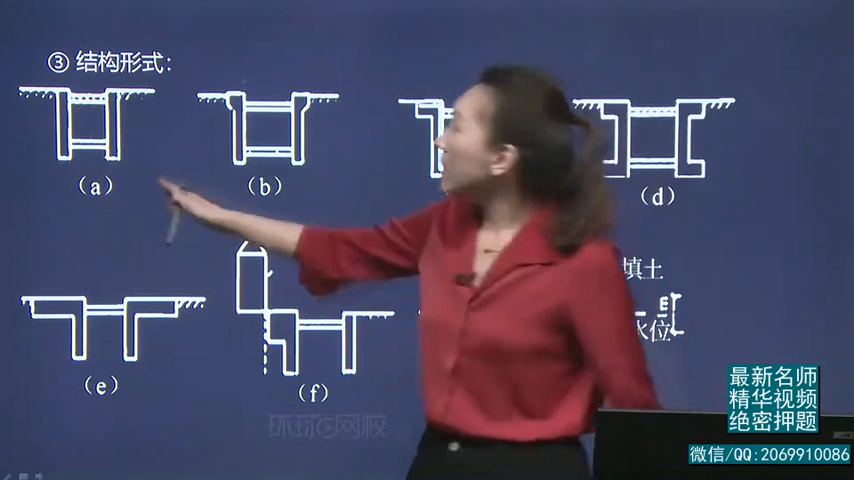 ③ 结构形式：
(a)
(b)
(d)
填土
水位
(e)
(f)
环球网校
最新名师
精华视频
绝密押题
微信/QQ:2069910086